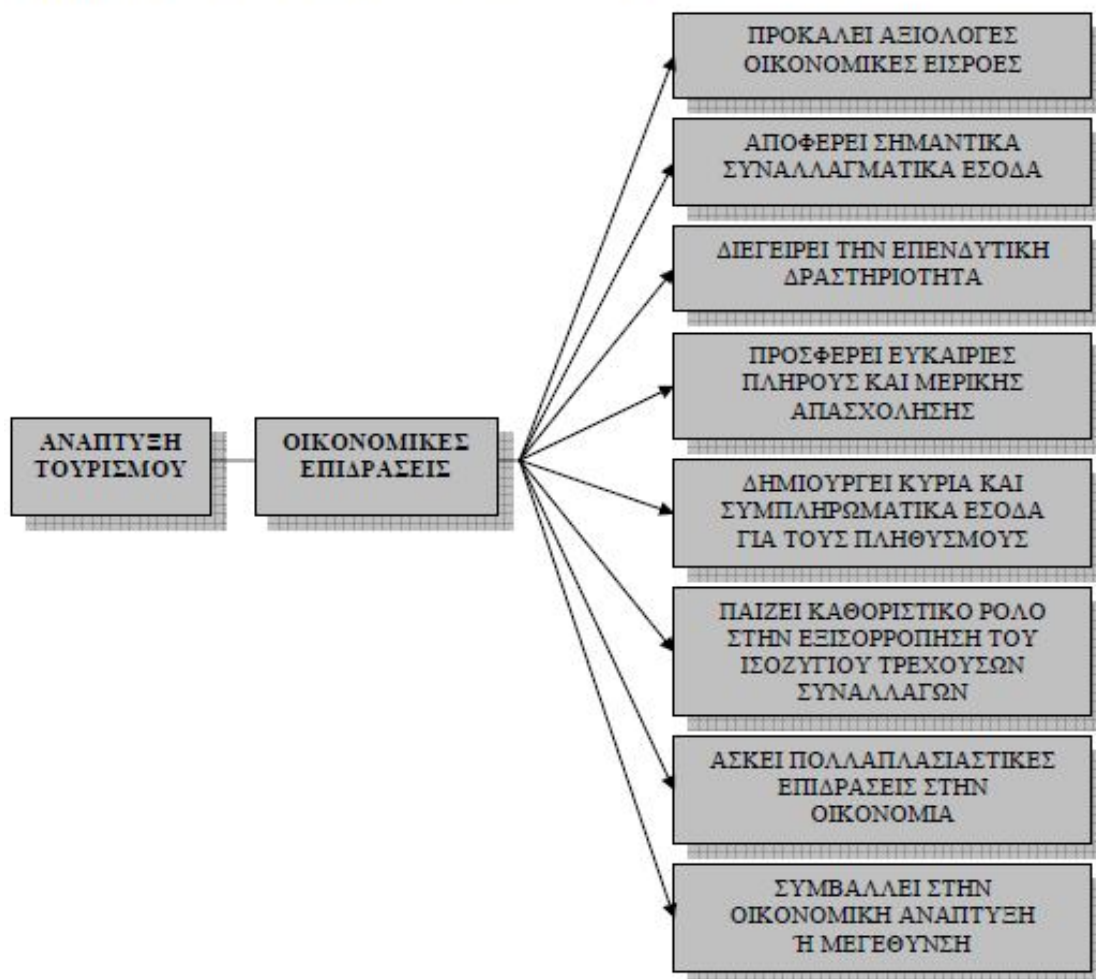 ΠΡΟΚΑΛΕΙ ΑΞΙΟΛΟΓΕΣ
ΟΙΚΟΝΟΜΙΚΕΣ ΕΙΣΡΟΕΣ
ΑΠΟΦΕΡΕΙ ΣΗΜΑΝΤΙΚΑ
ΣΥΝΑΛΛΑΓΜΑΤΙΚΑ ΕΣΟΔΑ
ΔΙΕΓΕΙΡΕΙ ΤΗΝ ΕΠΕΝΔΥΤΙΚΗ
ΔΡΑΣΤΗΡΙΟΤΗΤΑ
ΠΡΟΣΦΕΡΕΙ ΕΥΚΑΙΡΙΕΣ
ΠΛΗΡΟΥΣ ΚΑΙ ΜΕΡΙΚΗΣ
ΑΠΑΣΧΟΛΗΣΗΣ
ΑΝΑΠΤΥΞΗ
ΤΟΥΡΙΣΜΟΥ
ΟΙΚΟΝΟΜΙΚΕΣ
ΕΠΙΔΡΑΣΕΙΣ
ΔΗΜΙΟΥΡΓΕΙ ΚΥΡΙΑ ΚΑΙ
ΣΥΜΠΛΗΡΩΜΑΤΙΚΑ ΕΣΟΔΑ
ΓΙΑ ΤΟΥΣ ΠΛΗΘΥΣΜΟΥΣ
ΠΑΙΖΕΙ ΚΑΘΟΡΙΣΤΙΚΟ ΡΟΛΟ
ΣΤΗΝ ΕΞΙΣΟΡΡΟΠΗΣΗ ΤΟΥ
ΙΣΟΖΥΓΙΟΥ ΤΡΕΧΟΥΣΩΝ
ΣΥΝΑΛΛΑΓΩΝ
ΑΣΚΕΙ ΠΟΛΛΑΠΛΑΣΙΑΣΤΙΚΕΣ
ΕΠΙΔΡΑΣΕΙΣ ΣΤΗΝ
ΟΙΚΟΝΟΜΙΑ
ΣΥΜΒΑΛΛΕΙ ΣΤΗΝ
ΟΙΚΟΝΟΜΙΚΗ ΑΝΑΠΤΥΞΗ
Ή ΜΕΓΕΘΥΝΣΗ